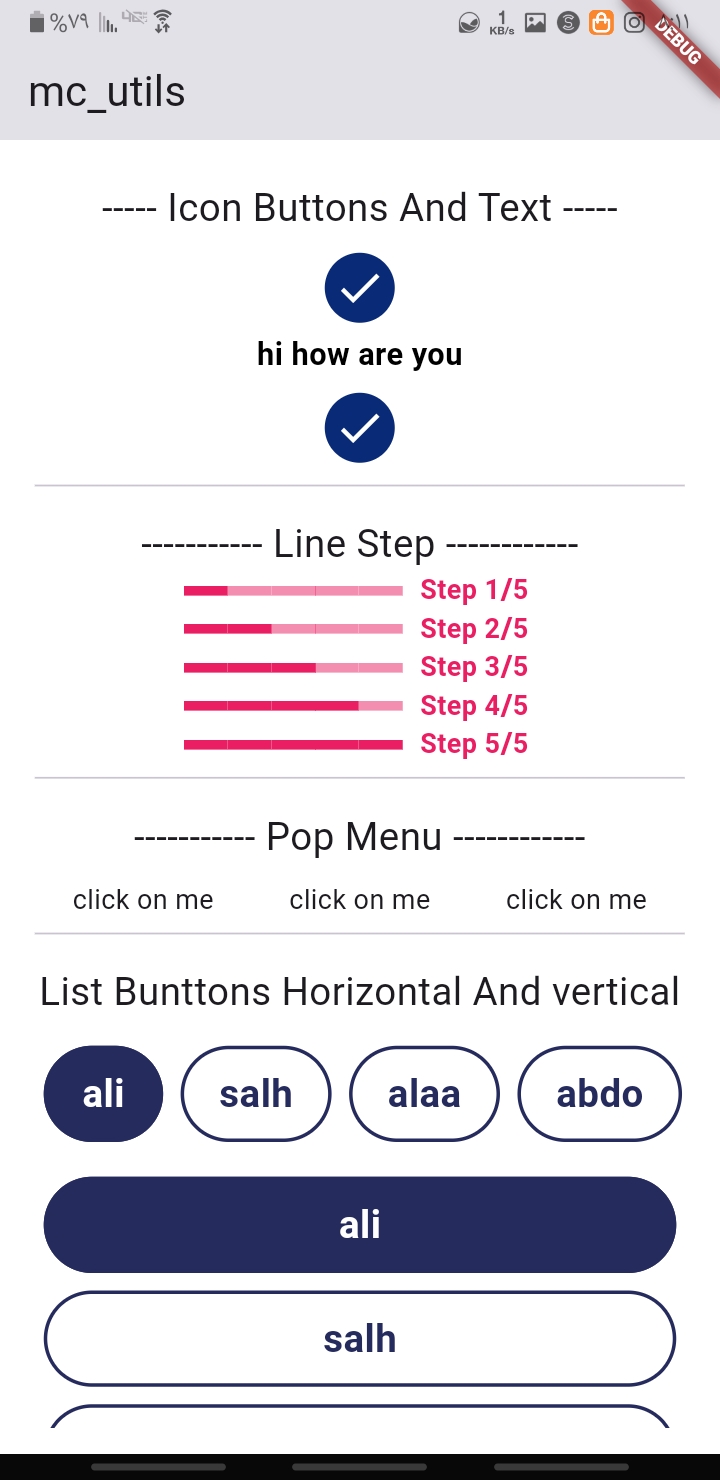 %٧٩ 1 KB/s
DEBUG
mc_utils
----- Icon Buttons And Text -----
hi how are you
----------- Line Step ------------
Step 1/5
Step 2/5
Step 3/5
Step 4/5
Step 5/5
----------- Pop Menu ------------
click on me click on me click on me
List Bunttons Horizontal And vertical
ali salh alaa abdo
ali
salh